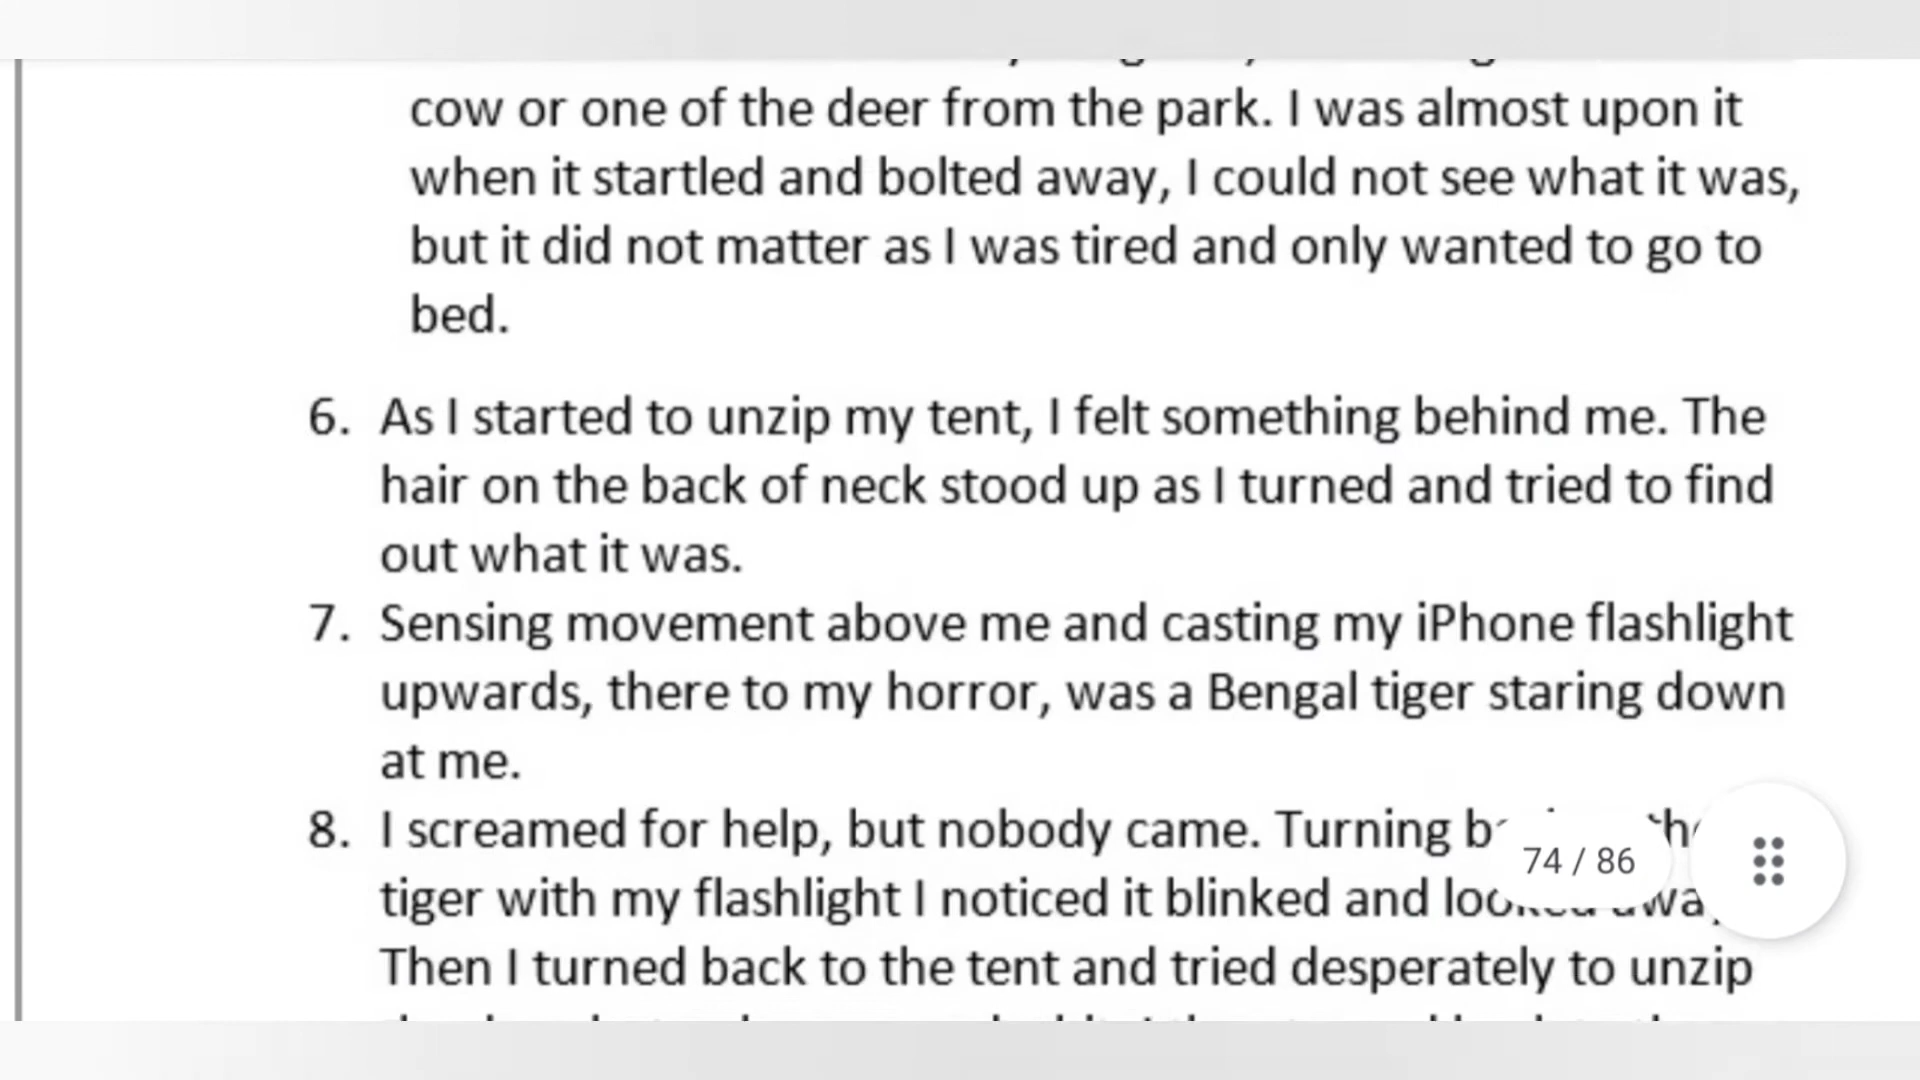 cow or one of the deer from the park. I was almost upon it
when it startled and bolted away, I could not see what it was,
but it did not matter as I was tired and only wanted to go to
bed.
6. As I started to unzip my tent, I felt something behind me. The
hair on the back of neck stood up as I turned and tried to find
out what it was.
7. Sensing movement above me and casting my iPhone flashlight
upwards, there to my horror, was a Bengal tiger staring down
at me.
8. I screamed for help, but nobody came. Turning
74 / 86
tiger with my flashlight I noticed it blinked and
Then I turned back to the tent and tried desperately to unzip